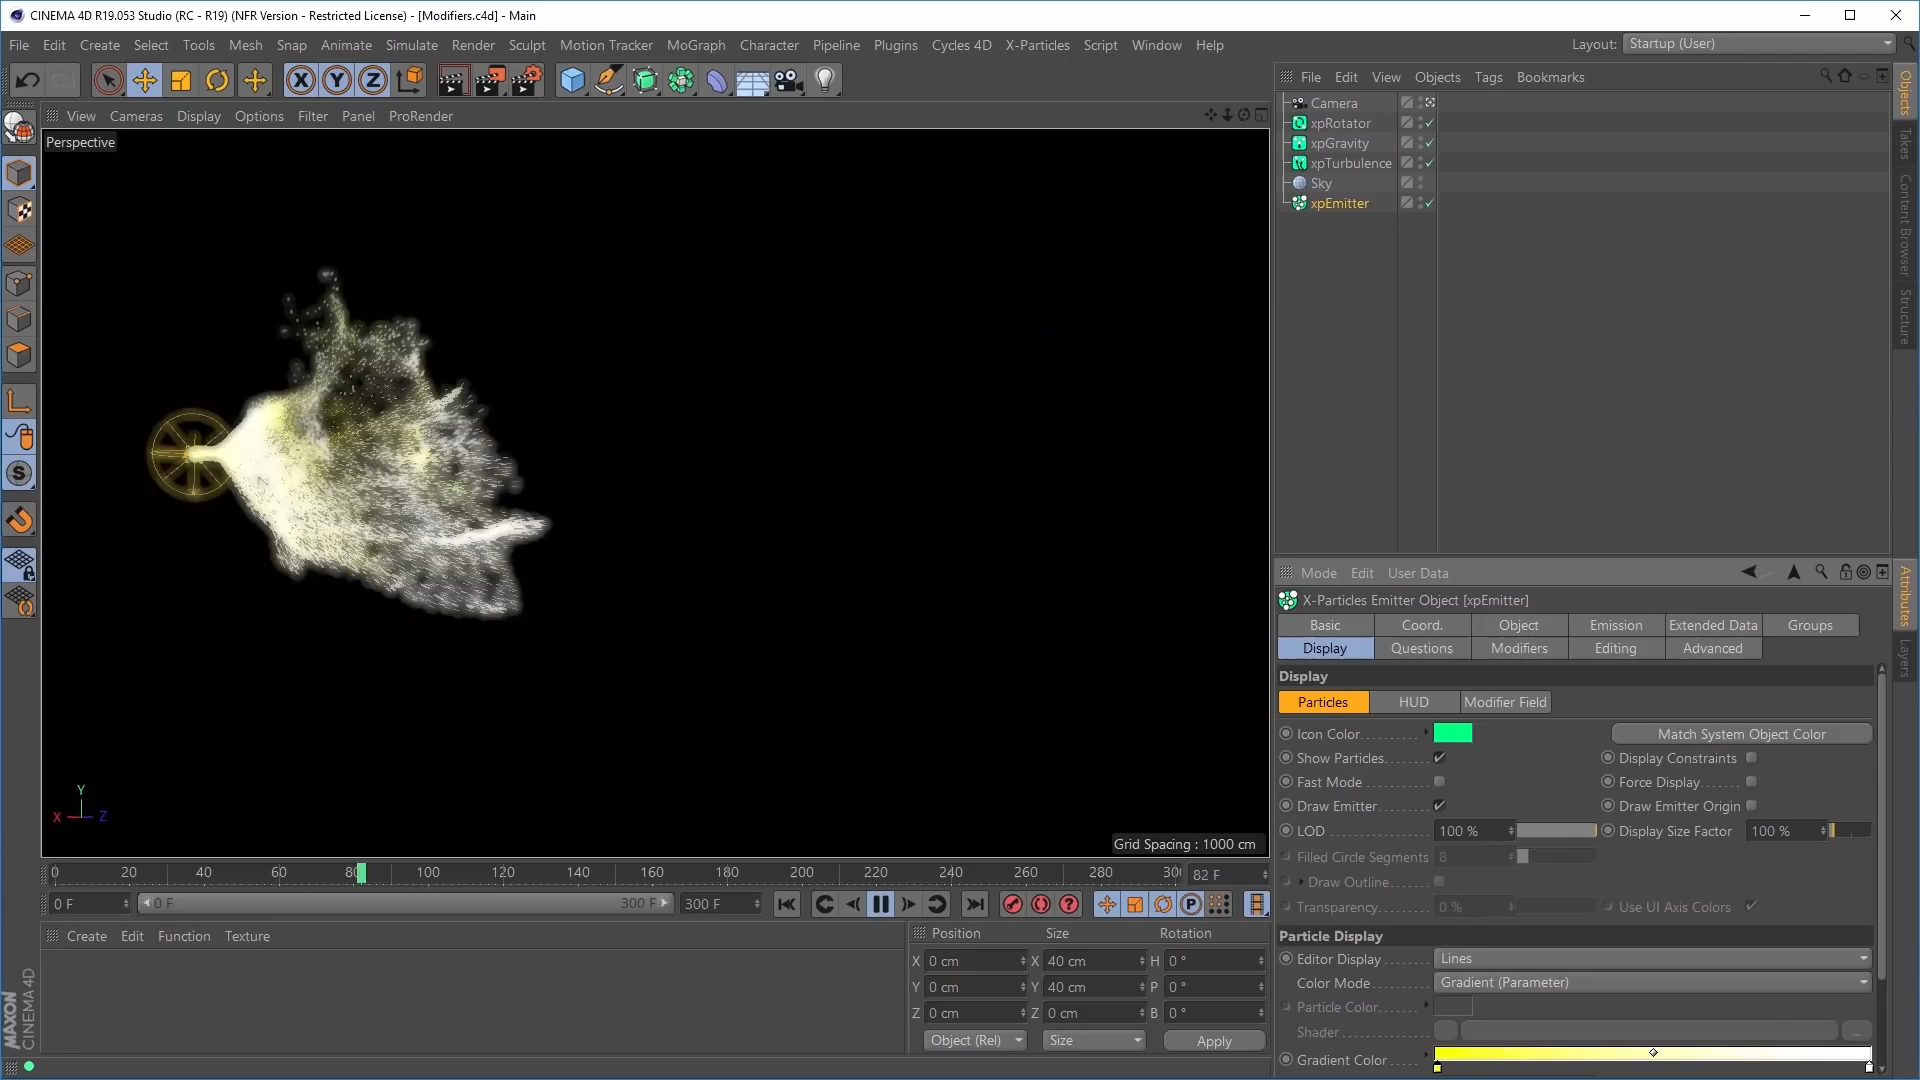 CINEMA 4D R19.053 Studio (RC - R19) (NFR Version - Restricted License) - [Modifiers.c4d] - Main
File Edit Create Select Tools Mesh Snap Animate Simulate Render Sculpt Motion Tracker MoGraph Character Pipeline Plugins Cycles 4D X-Particles Script Window Help
Layout: Startup (User)
X Y Z
File Edit View Objects Tags Bookmarks
View Cameras Display Options Filter Panel ProRender
Perspective
Camera
xpRotator
xpGravity
xpTurbulence
Sky
xpEmitter
Objects
Takes
Content Browser
Structure
Y
X Z
Grid Spacing : 1000 cm
Mode Edit User Data
X-Particles Emitter Object [xpEmitter]
Basic Coord. Object Emission Extended Data Groups
Display Questions Modifiers Editing Advanced
Attributes
Layers
Display
Particles HUD Modifier Field
Icon Color Match System Object Color
Show Particles Display Constraints
Fast Mode Force Display
Draw Emitter Draw Emitter Origin
LOD 100 % Display Size Factor 100 %
Filled Circle Segments 8
Draw Outline
Transparency 0 % Use UI Axis Colors
Particle Display
Editor Display Lines
Color Mode Gradient (Parameter)
Particle Color
Shader ...
Gradient Color
0 20 40 60 80 100 120 140 160 180 200 220 240 260 280 30 82 F
0 F 0 F 300 F 300 F
P
Create Edit Function Texture
Position Size Rotation
X 0 cm X 40 cm H 0 °
Y 0 cm Y 40 cm P 0 °
Z 0 cm Z 0 cm B 0 °
Object (Rel) Size Apply
MAXON
CINEMA 4D